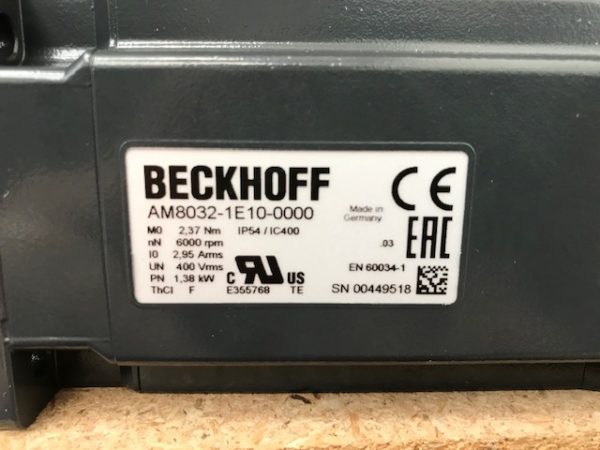 BECKHOFF
CE
AM8032-1E10-0000
Made in
Germany
M0 2,37 Nm IP54 / IC400
nN 6000 rpm .03
EAC
I0 2,95 Arms
UN 400 Vrms
EN 60034-1
PN 1,38 kW
C RU US
ThCl F E355768 TE SN 00449518